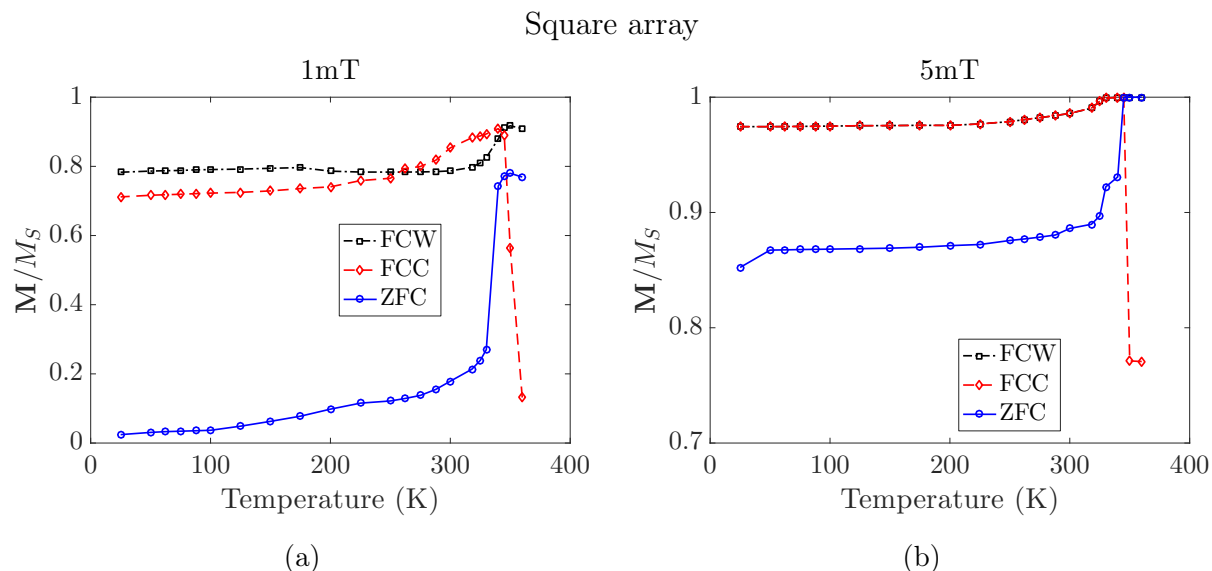 Square array
1mT
1
0.8
0.6
0.4
0.2
0
M/M_S
0
100
200
300
400
Temperature (K)
FCW
FCC
ZFC
(a)
5mT
1
0.9
0.8
0.7
M/M_S
0
100
200
300
400
Temperature (K)
FCW
FCC
ZFC
(b)